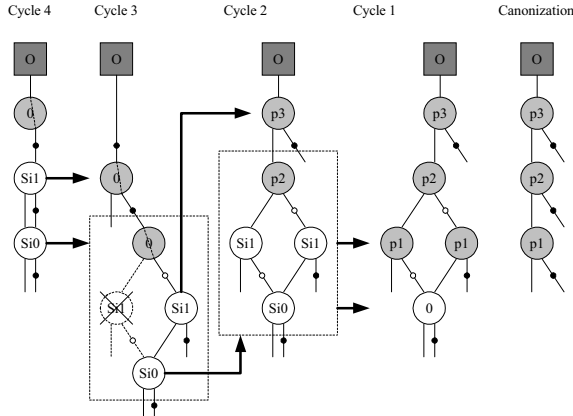 Cycle 4 Cycle 3 Cycle 2 Cycle 1 Canonization
O O O O O
0 p3 p3 p3
Si1 0 p2 p2 p2
Si0 0 Si1 Si1 p1 p1 p1
Si1 Si1 Si0 0
Si0